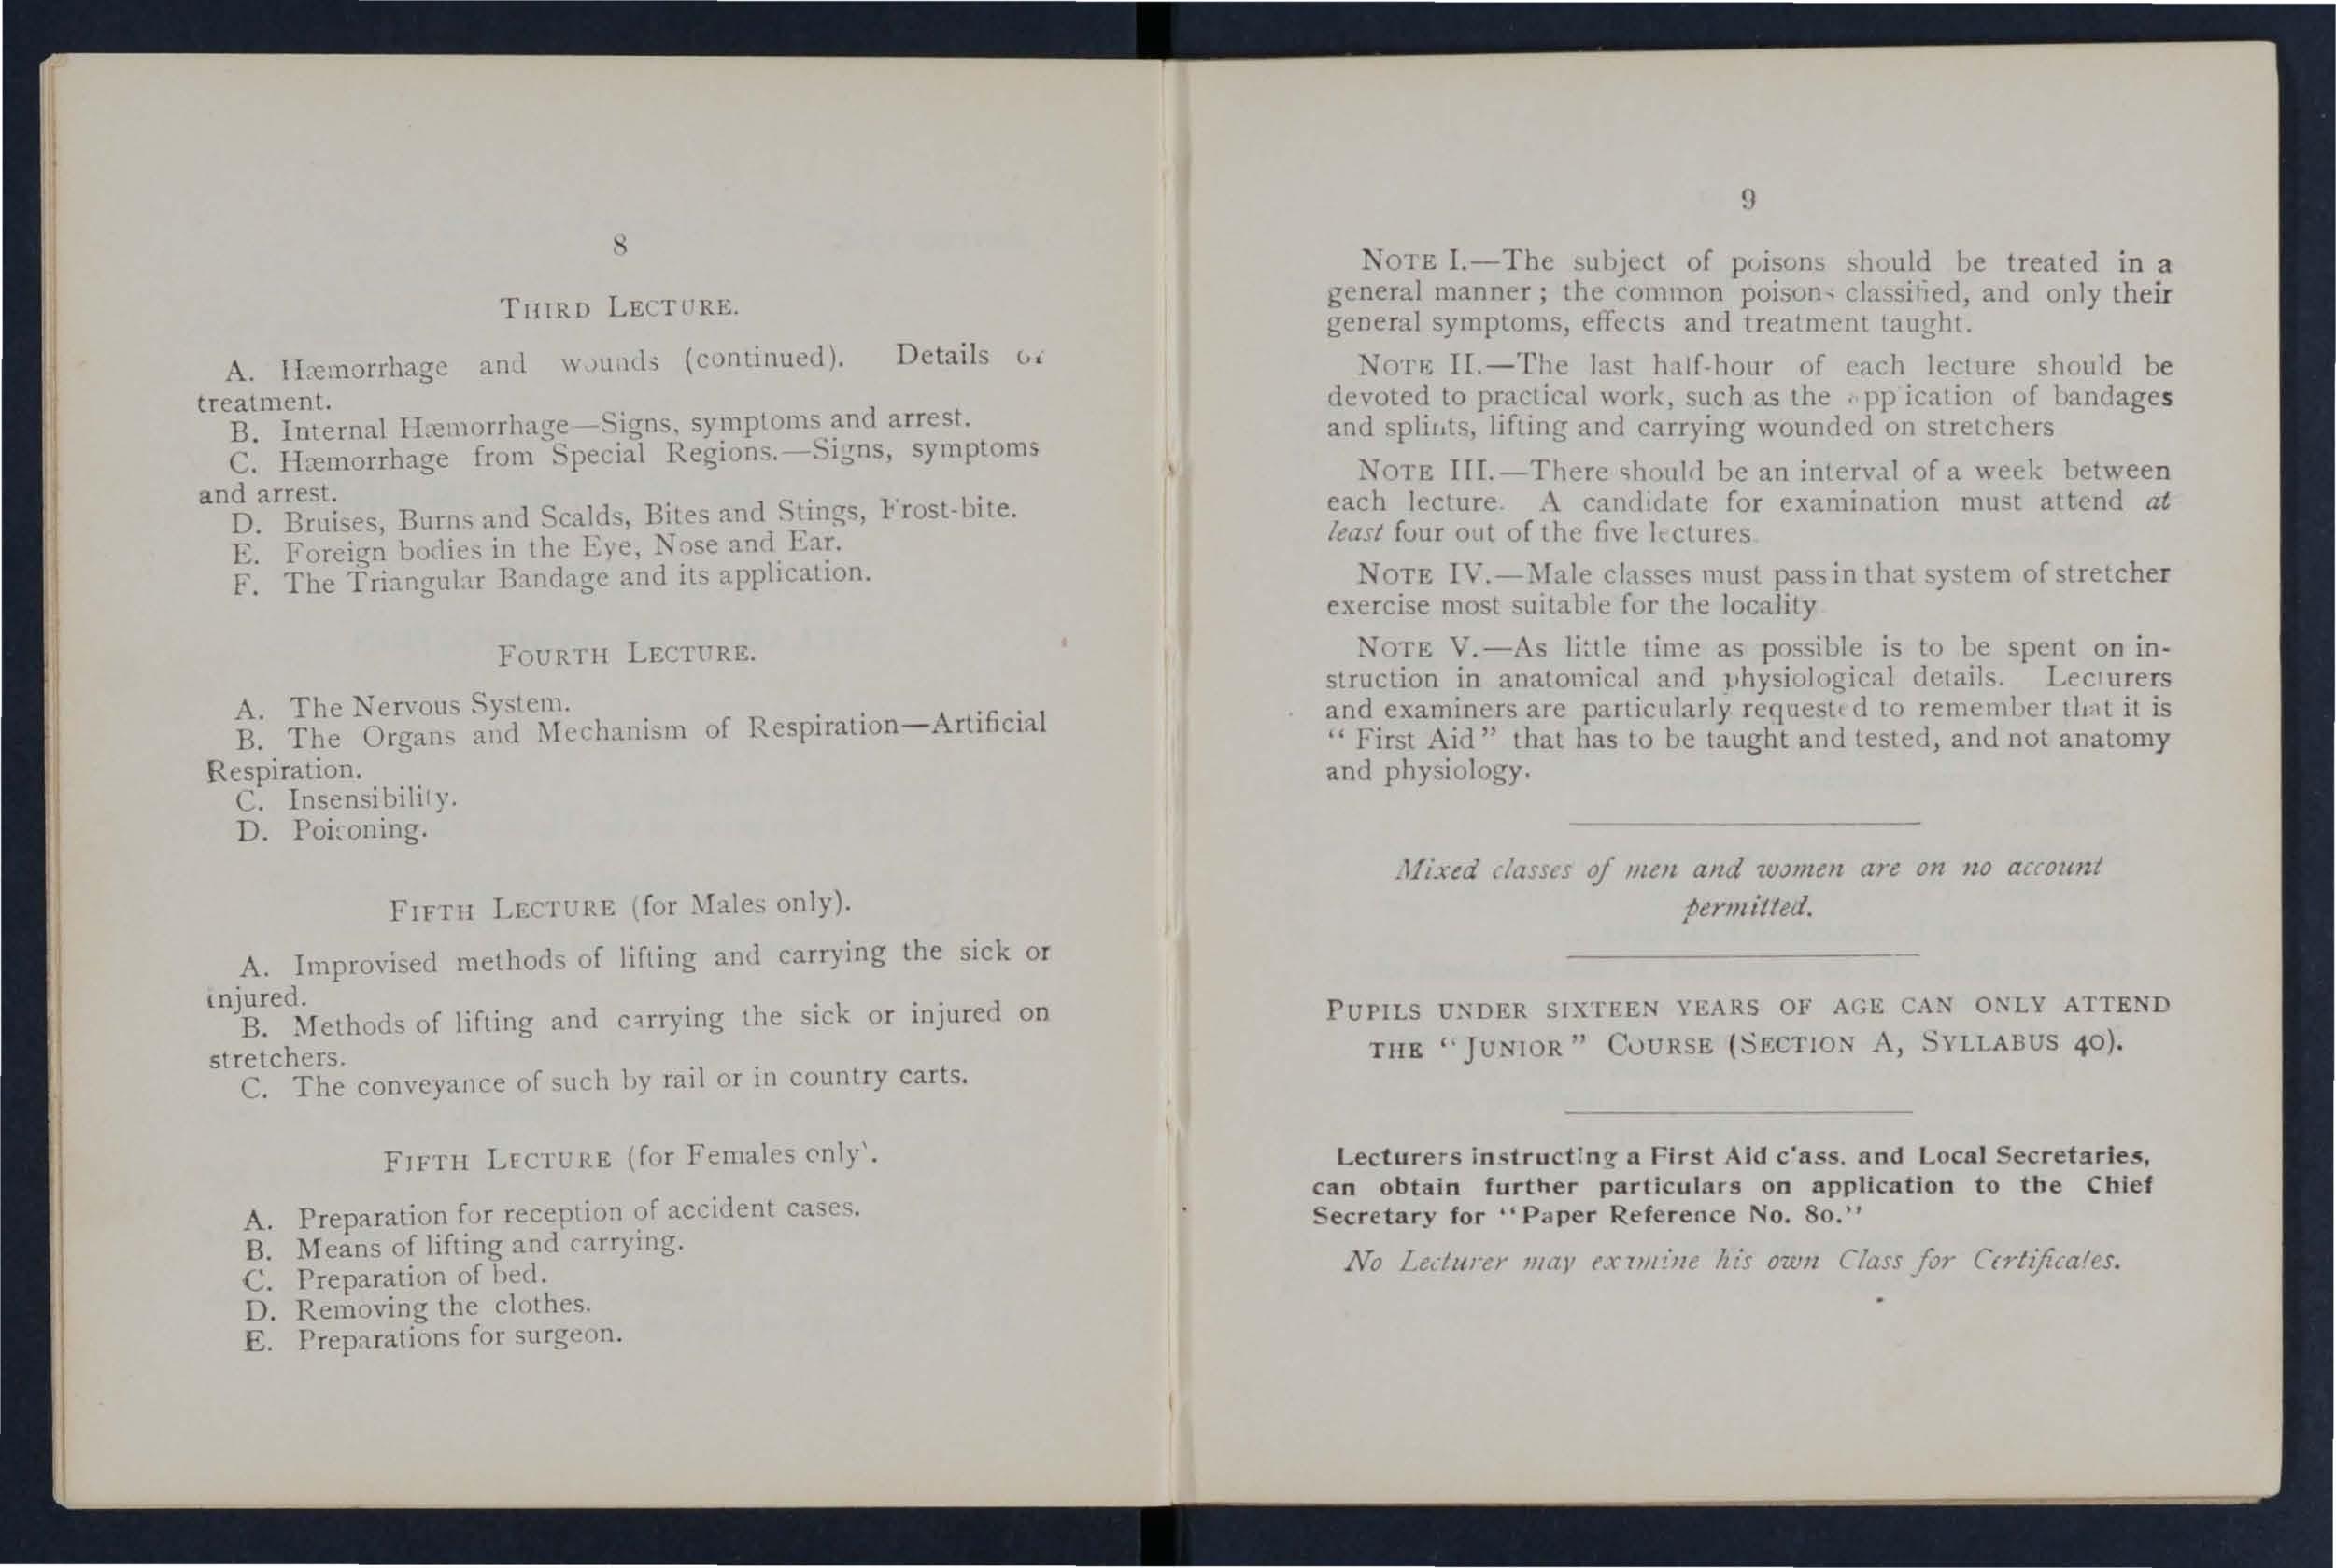 8
THIRD LECTURE.
A. Hæmorrhage and wounds (continued). Details of
treatment.
B. Internal Hæmorrhage—Signs, symptoms and arrest.
C. Hæmorrhage from Special Regions.—Signs, symptoms
and arrest.
D. Bruises, Burns and Scalds, Bites and Stings, Frost-bite.
E. Foreign bodies in the Eye, Nose and Ear.
F. The Triangular Bandage and its application.
FOURTH LECTURE.
A. The Nervous System.
B. The Organs and Mechanism of Respiration—Artificial
Respiration.
C. Insensibility.
D. Poisoning.
FIFTH LECTURE (for Males only).
A. Improvised methods of lifting and carrying the sick or
injured.
B. Methods of lifting and carrying the sick or injured on
stretchers.
C. The conveyance of such by rail or in country carts.
FIFTH LECTURE (for Females only).
A. Preparation for reception of accident cases.
B. Means of lifting and carrying.
C. Preparation of bed.
D. Removing the clothes.
E. Preparations for surgeon.
9
NOTE I.—The subject of poisons should be treated in a
general manner; the common poisons classified, and only their
general symptoms, effects and treatment taught.
NOTE II.—The last half-hour of each lecture should be
devoted to practical work, such as the application of bandages
and splints, lifting and carrying wounded on stretchers
NOTE III.—There should be an interval of a week between
each lecture. A candidate for examination must attend at
least four out of the five lectures.
NOTE IV.—Male classes must pass in that system of stretcher
exercise most suitable for the locality
NOTE V.—As little time as possible is to be spent on in-
struction in anatomical and physiological details. Lecturers
and examiners are particularly requested to remember that it is
“ First Aid ” that has to be taught and tested, and not anatomy
and physiology.
Mixed classes of men and women are on no account
permitted.
PUPILS UNDER SIXTEEN YEARS OF AGE CAN ONLY ATTEND
THE “JUNIOR” COURSE (SECTION A, SYLLABUS 40).
Lecturers instructing a First Aid class, and Local Secretaries,
can obtain further particulars on application to the Chief
Secretary for “Paper Reference No. 80.”
No Lecturer may examine his own Class for Certificates.